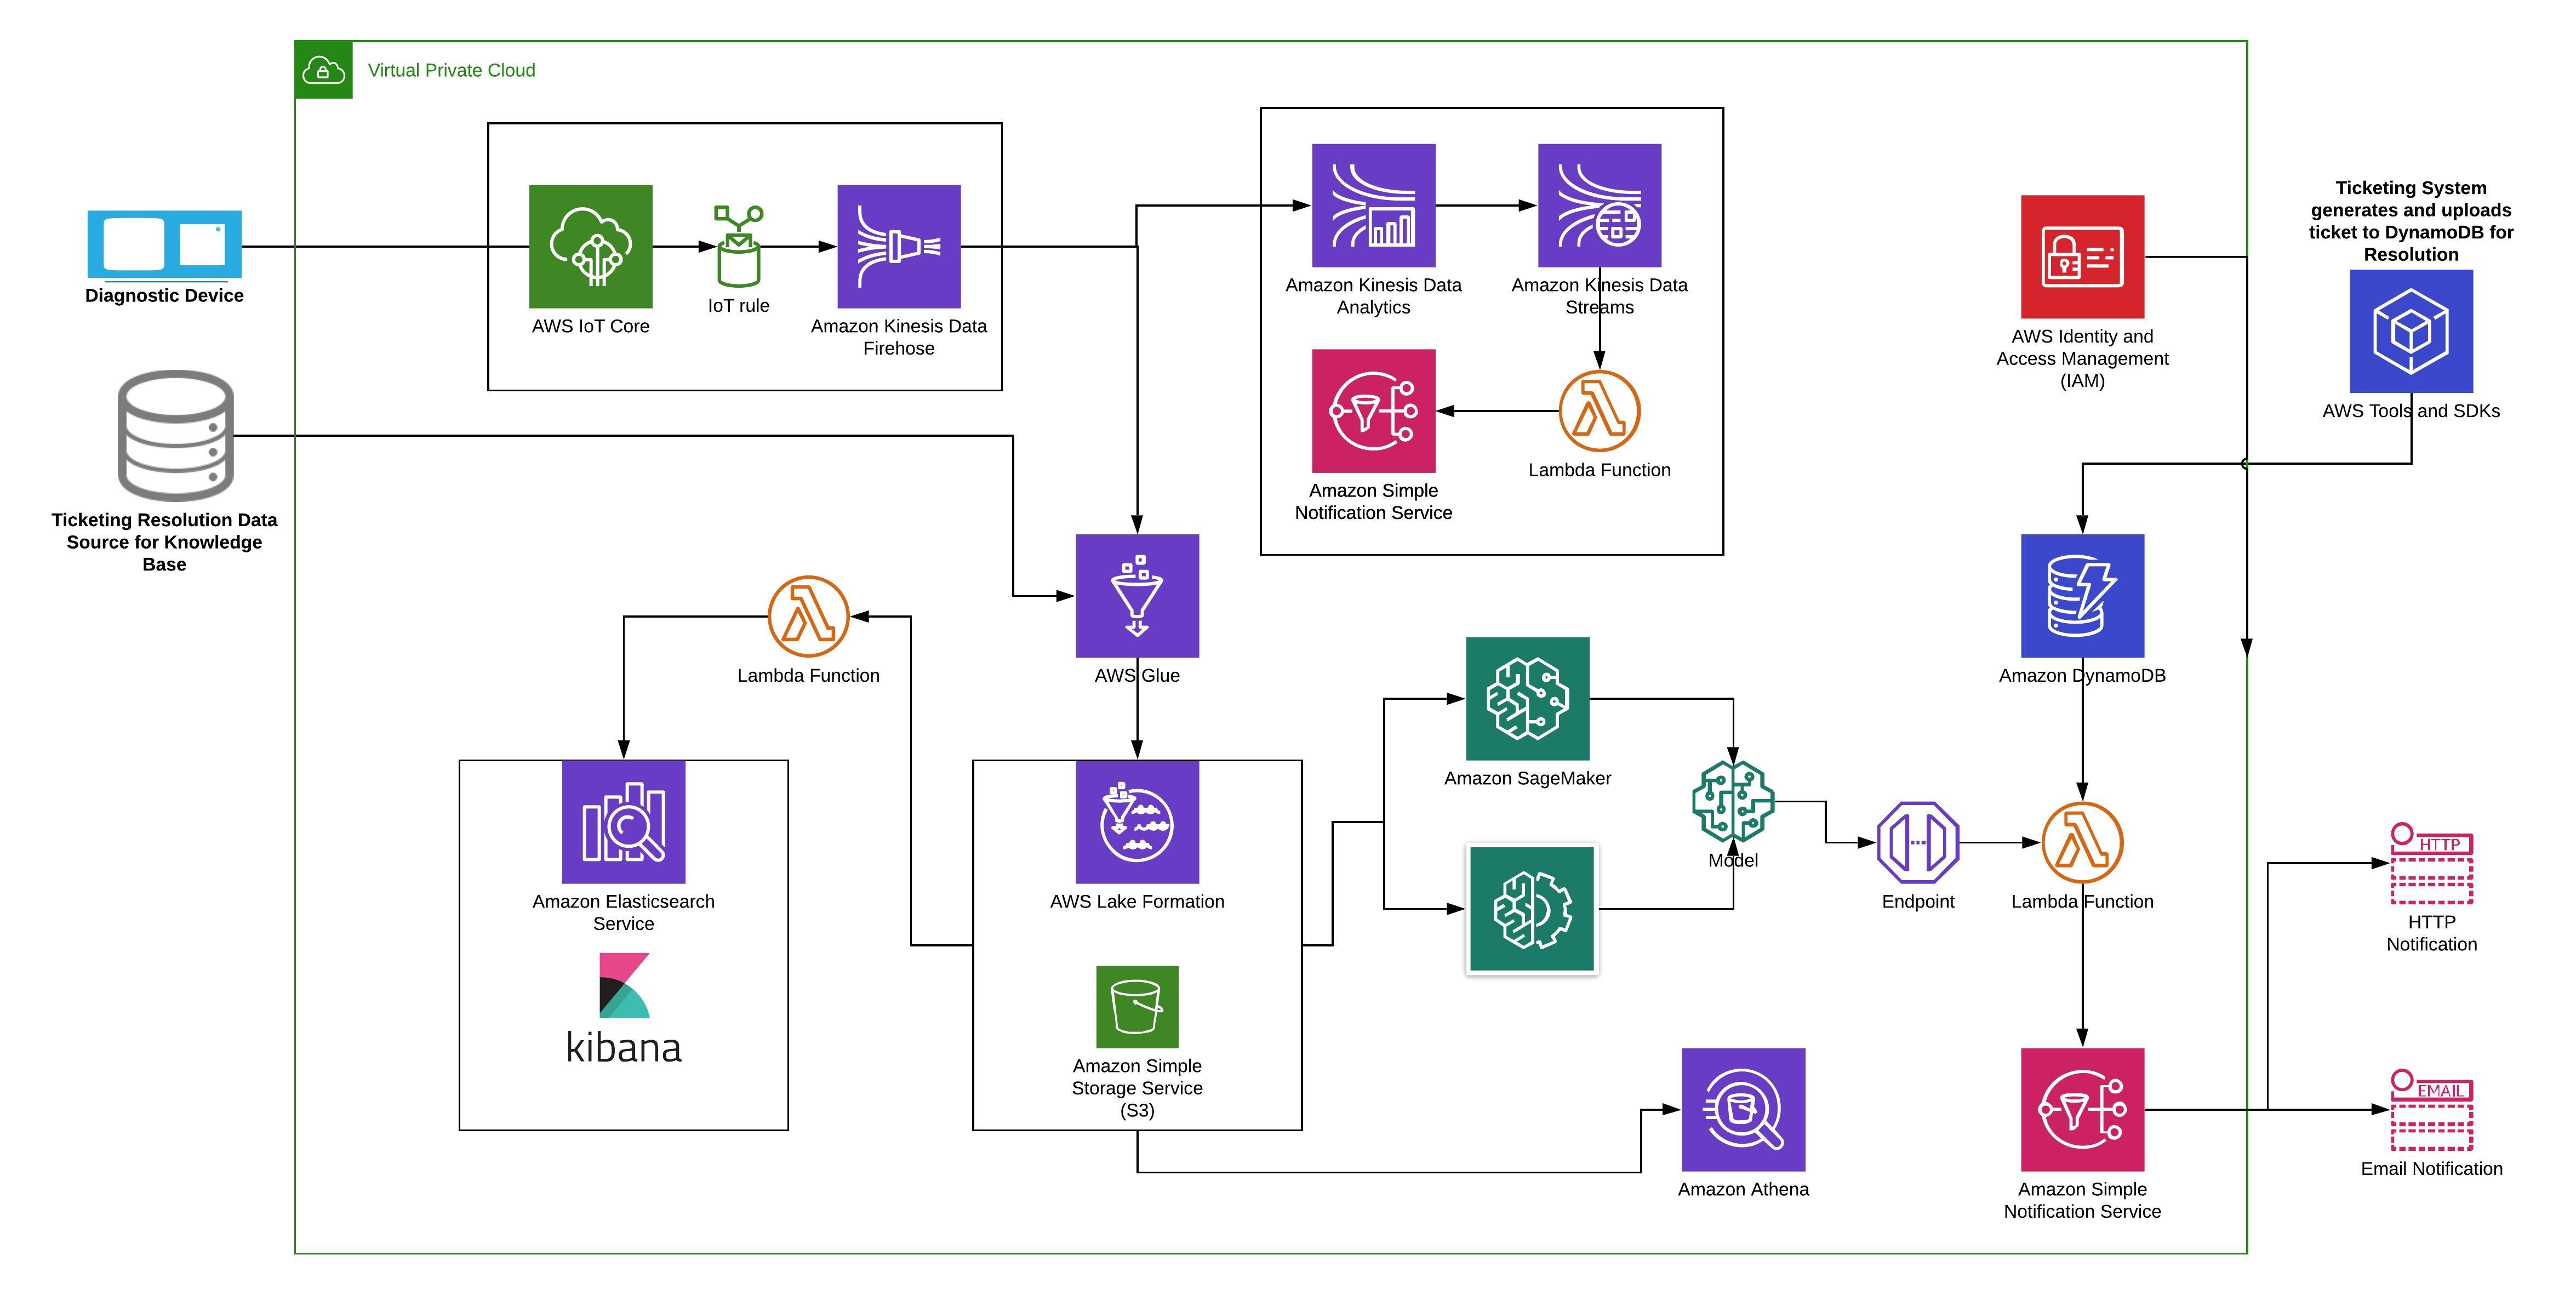 Virtual Private Cloud
Diagnostic Device
AWS IoT Core
IoT rule
Amazon Kinesis Data
Firehose
Amazon Kinesis Data
Analytics
Amazon Kinesis Data
Streams
Amazon Simple
Notification Service
Lambda Function
AWS Identity and
Access Management
(IAM)
Ticketing System
generates and uploads
ticket to DynamoDB for
Resolution
AWS Tools and SDKs
Ticketing Resolution Data
Source for Knowledge
Base
Lambda Function
AWS Glue
Amazon DynamoDB
Amazon Elasticsearch
Service
kibana
AWS Lake Formation
Amazon Simple
Storage Service
(S3)
Amazon SageMaker
Model
Endpoint
Lambda Function
HTTP
HTTP
Notification
Amazon Athena
Amazon Simple
Notification Service
EMAIL
Email Notification